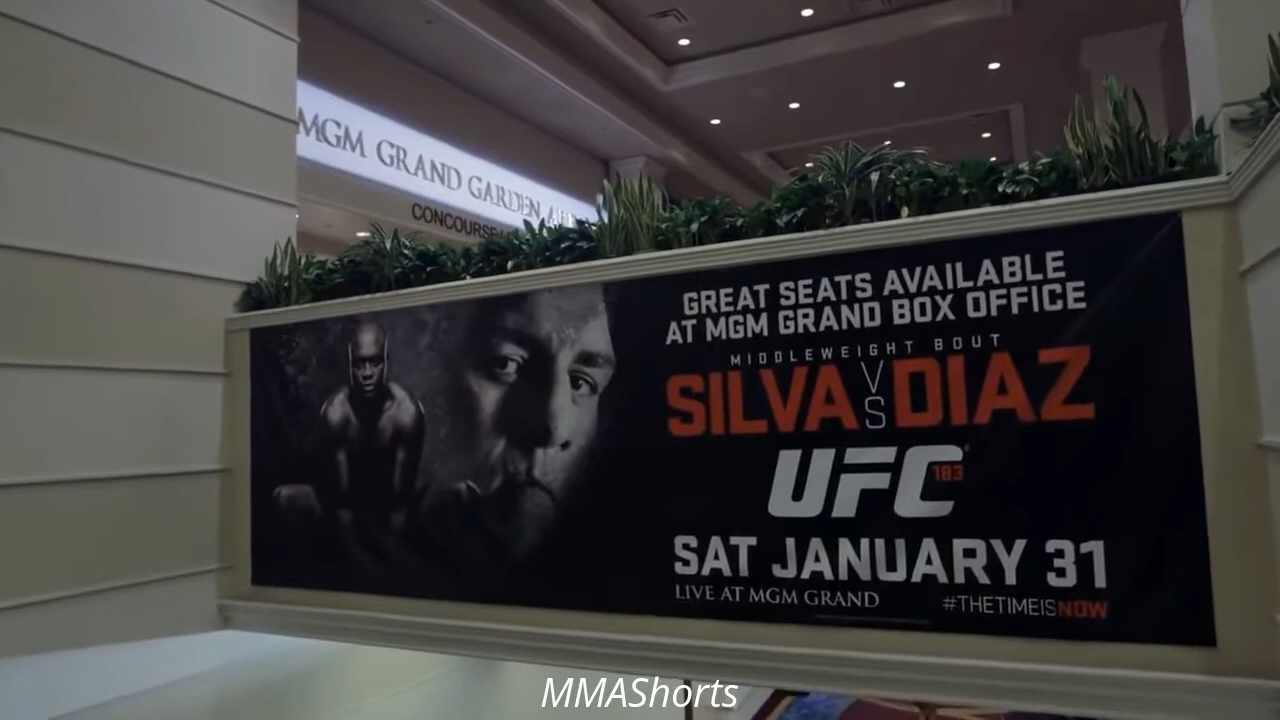 MGM GRAND GARDEN
CONCOURSE
GREAT SEATS AVAILABLE
AT MGM GRAND BOX OFFICE
MIDDLEWEIGHT BOUT
SILVA VS DIAZ
UFC 183
SAT JANUARY 31
LIVE AT MGM GRAND #THETIMEISNOW
MMAShorts